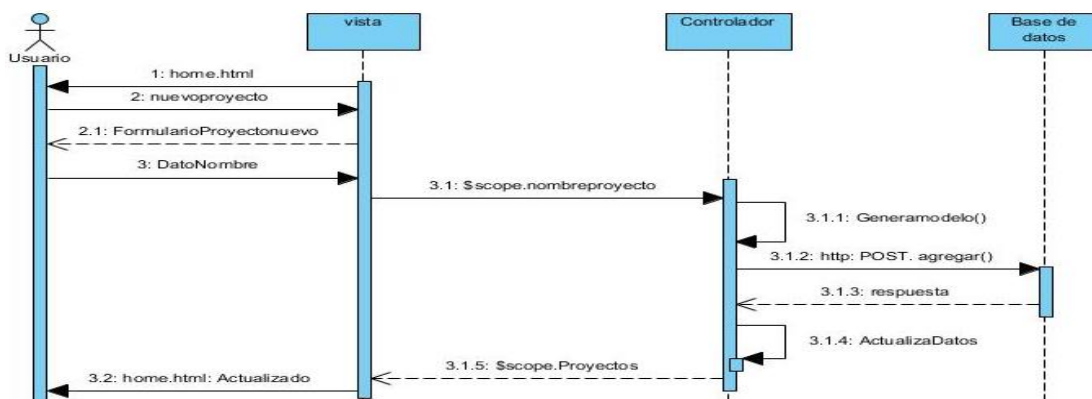 Usuario
vista
Controlador
Base de
datos
1: home.html
2: nuevoproyecto
2.1: FormularioProyectonuevo
3: DatoNombre
3.1: $scope.nombreproyecto
3.1.1: Generamodelo()
3.1.2: http: POST. agregar()
3.1.3: respuesta
3.1.4: ActualizaDatos
3.1.5: $scope.Proyectos
3.2: home.html: Actualizado